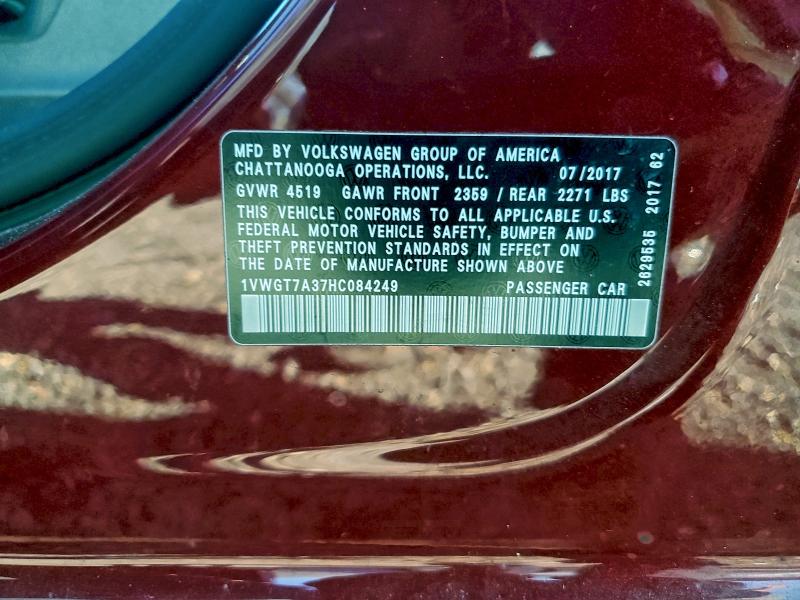 MFD BY VOLKSWAGEN GROUP OF AMERICA
CHATTANOOGA OPERATIONS, LLC. 07/2017
GVWR 4519 GAWR FRONT 2359 / REAR 2271 LBS
THIS VEHICLE CONFORMS TO ALL APPLICABLE U.S.
FEDERAL MOTOR VEHICLE SAFETY, BUMPER AND
THEFT PREVENTION STANDARDS IN EFFECT ON
THE DATE OF MANUFACTURE SHOWN ABOVE
1VWGT7A37HC084249 PASSENGER CAR
2629535 2017 62